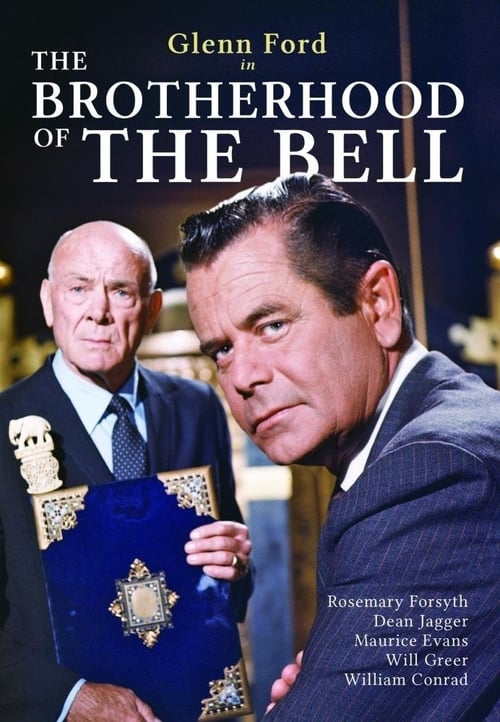 Glenn Ford
in
THE
BROTHERHOOD
OF THE BELL
Rosemary Forsyth
Dean Jagger
Maurice Evans
Will Greer
William Conrad